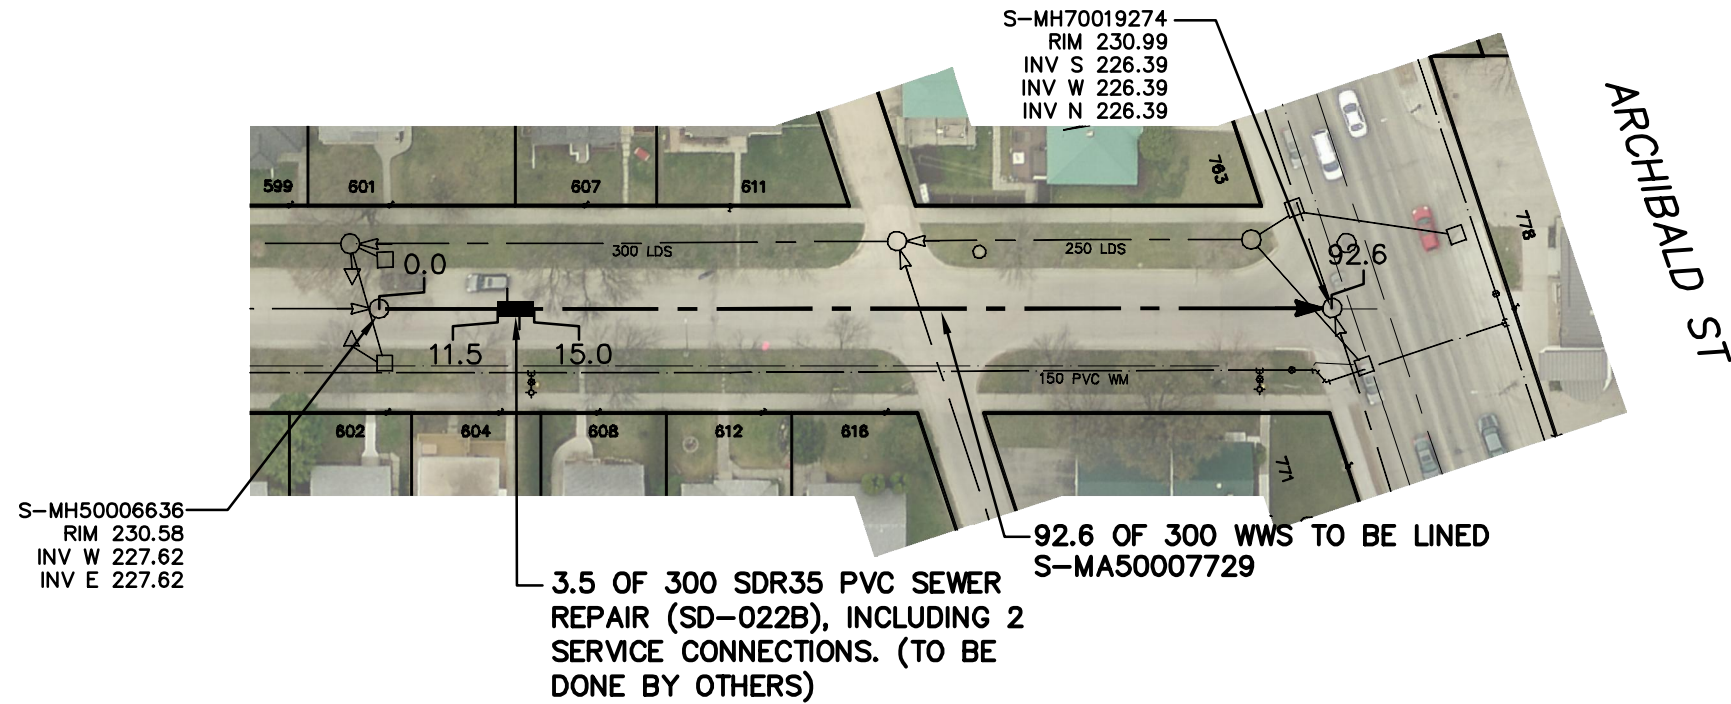 S-MH70019274
RIM 230.99
INV S 226.39
INV W 226.39
INV N 226.39
ARCHIBALD ST
599
601
607
611
763
778
300 LDS
250 LDS
0.0
92.6
11.5
15.0
150 PVC WM
602
604
608
612
616
771
S-MH50006636
RIM 230.58
INV W 227.62
INV E 227.62
92.6 OF 300 WWS TO BE LINED
S-MA50007729
3.5 OF 300 SDR35 PVC SEWER
REPAIR (SD-022B), INCLUDING 2
SERVICE CONNECTIONS. (TO BE
DONE BY OTHERS)